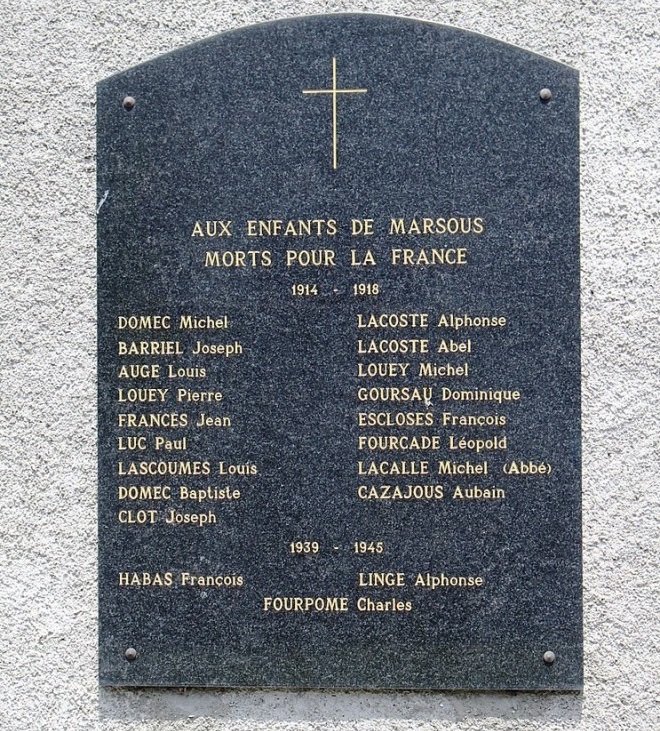 AUX ENFANTS DE MARSOUS
MORTS POUR LA FRANCE
1914 - 1918
DOMEC Michel
BARRIEL Joseph
AUGE Louis
LOUEY Pierre
FRANCES Jean
LUC Paul
LASCOUMES Louis
DOMEC Baptiste
CLOT Joseph
LACOSTE Alphonse
LACOSTE Abel
LOUEY Michel
GOURSAU Dominique
ESCLOSES François
FOURCADE Léopold
LACALLE Michel (Abbé)
CAZAJOUS Aubain
1939 - 1945
HABAS François
LINGE Alphonse
FOURPOME Charles